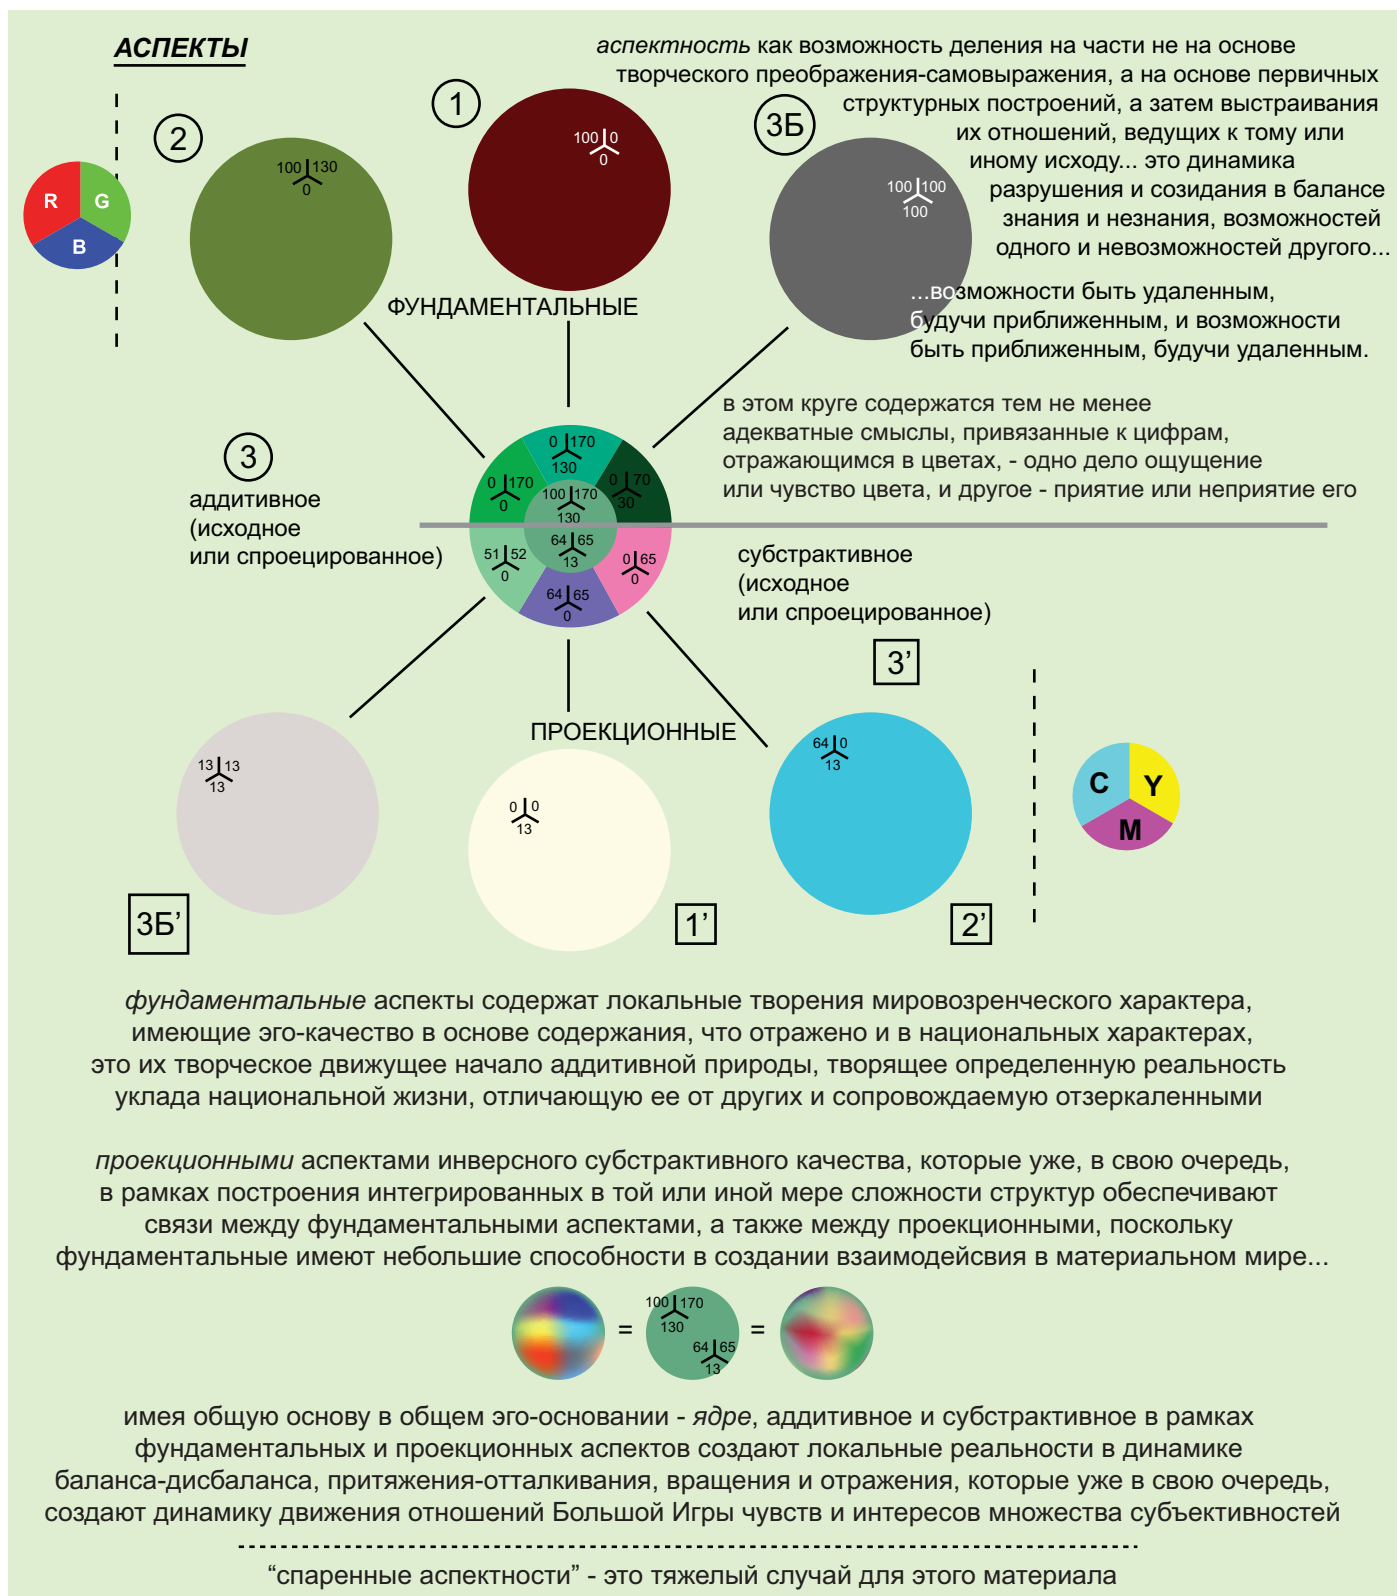 АСПЕКТЫ
аспектность как возможность деления на части не на основе
творческого преображения-самовыражения, а на основе первичных
структурных построений, а затем выстраивания
их отношений, ведущих к тому или
иному исходу... это динамика
разрушения и созидания в балансе
знания и незнания, возможностей
одного и невозможностей другого...
...возможности быть удаленным,
будучи приближенным, и возможности
быть приближенным, будучи удаленным.
1
2
3Б
100 0
0
100 130
0
100 100
100
R G
B
ФУНДАМЕНТАЛЬНЫЕ
в этом круге содержатся тем не менее
адекватные смыслы, привязанные к цифрам,
отражающимся в цветах, - одно дело ощущение
или чувство цвета, и другое - приятие или неприятие его
3
аддитивное
(исходное
или спроецированное)
0 170
130
0 170
0
0 70
30
100 170
130
64 65
13
51 52
0
0 65
0
64 65
0
субстрактивное
(исходное
или спроецированное)
3’
ПРОЕКЦИОННЫЕ
13 13
13
0 0
13
64 0
13
C Y
M
3Б’
1’
2’
фундаментальные аспекты содержат локальные творения мировозренческого характера,
имеющие эго-качество в основе содержания, что отражено и в национальных характерах,
это их творческое движущее начало аддитивной природы, творящее определенную реальность
уклада национальной жизни, отличающую ее от других и сопровождаемую отзеркаленными
проекционными аспектами инверсного субстрактивного качества, которые уже, в свою очередь,
в рамках построения интегрированных в той или иной мере сложности структур обеспечивают
связи между фундаментальными аспектами, а также между проекционными, поскольку
фундаментальные имеют небольшие способности в создании взаимодейсвия в материальном мире...
100 170
130
64 65
13
= =
имея общую основу в общем эго-основании - ядре, аддитивное и субстрактивное в рамках
фундаментальных и проекционных аспектов создают локальные реальности в динамике
баланса-дисбаланса, притяжения-отталкивания, вращения и отражения, которые уже в свою очередь,
создают динамику движения отношений Большой Игры чувств и интересов множества субъективностей
“спаренные аспектности” - это тяжелый случай для этого материала